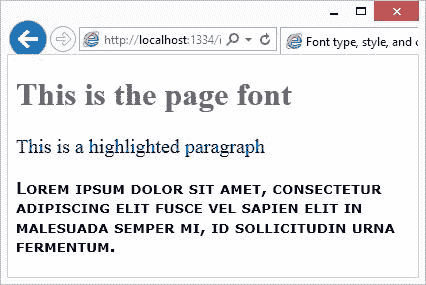 http://localhost:1334/i
Font type, style, and c
This is the page font
This is a highlighted paragraph
Lorem ipsum dolor sit amet, consectetur
adipiscing elit fusce vel sapien elit in
malesuada semper mi, id sollicitudin urna
fermentum.